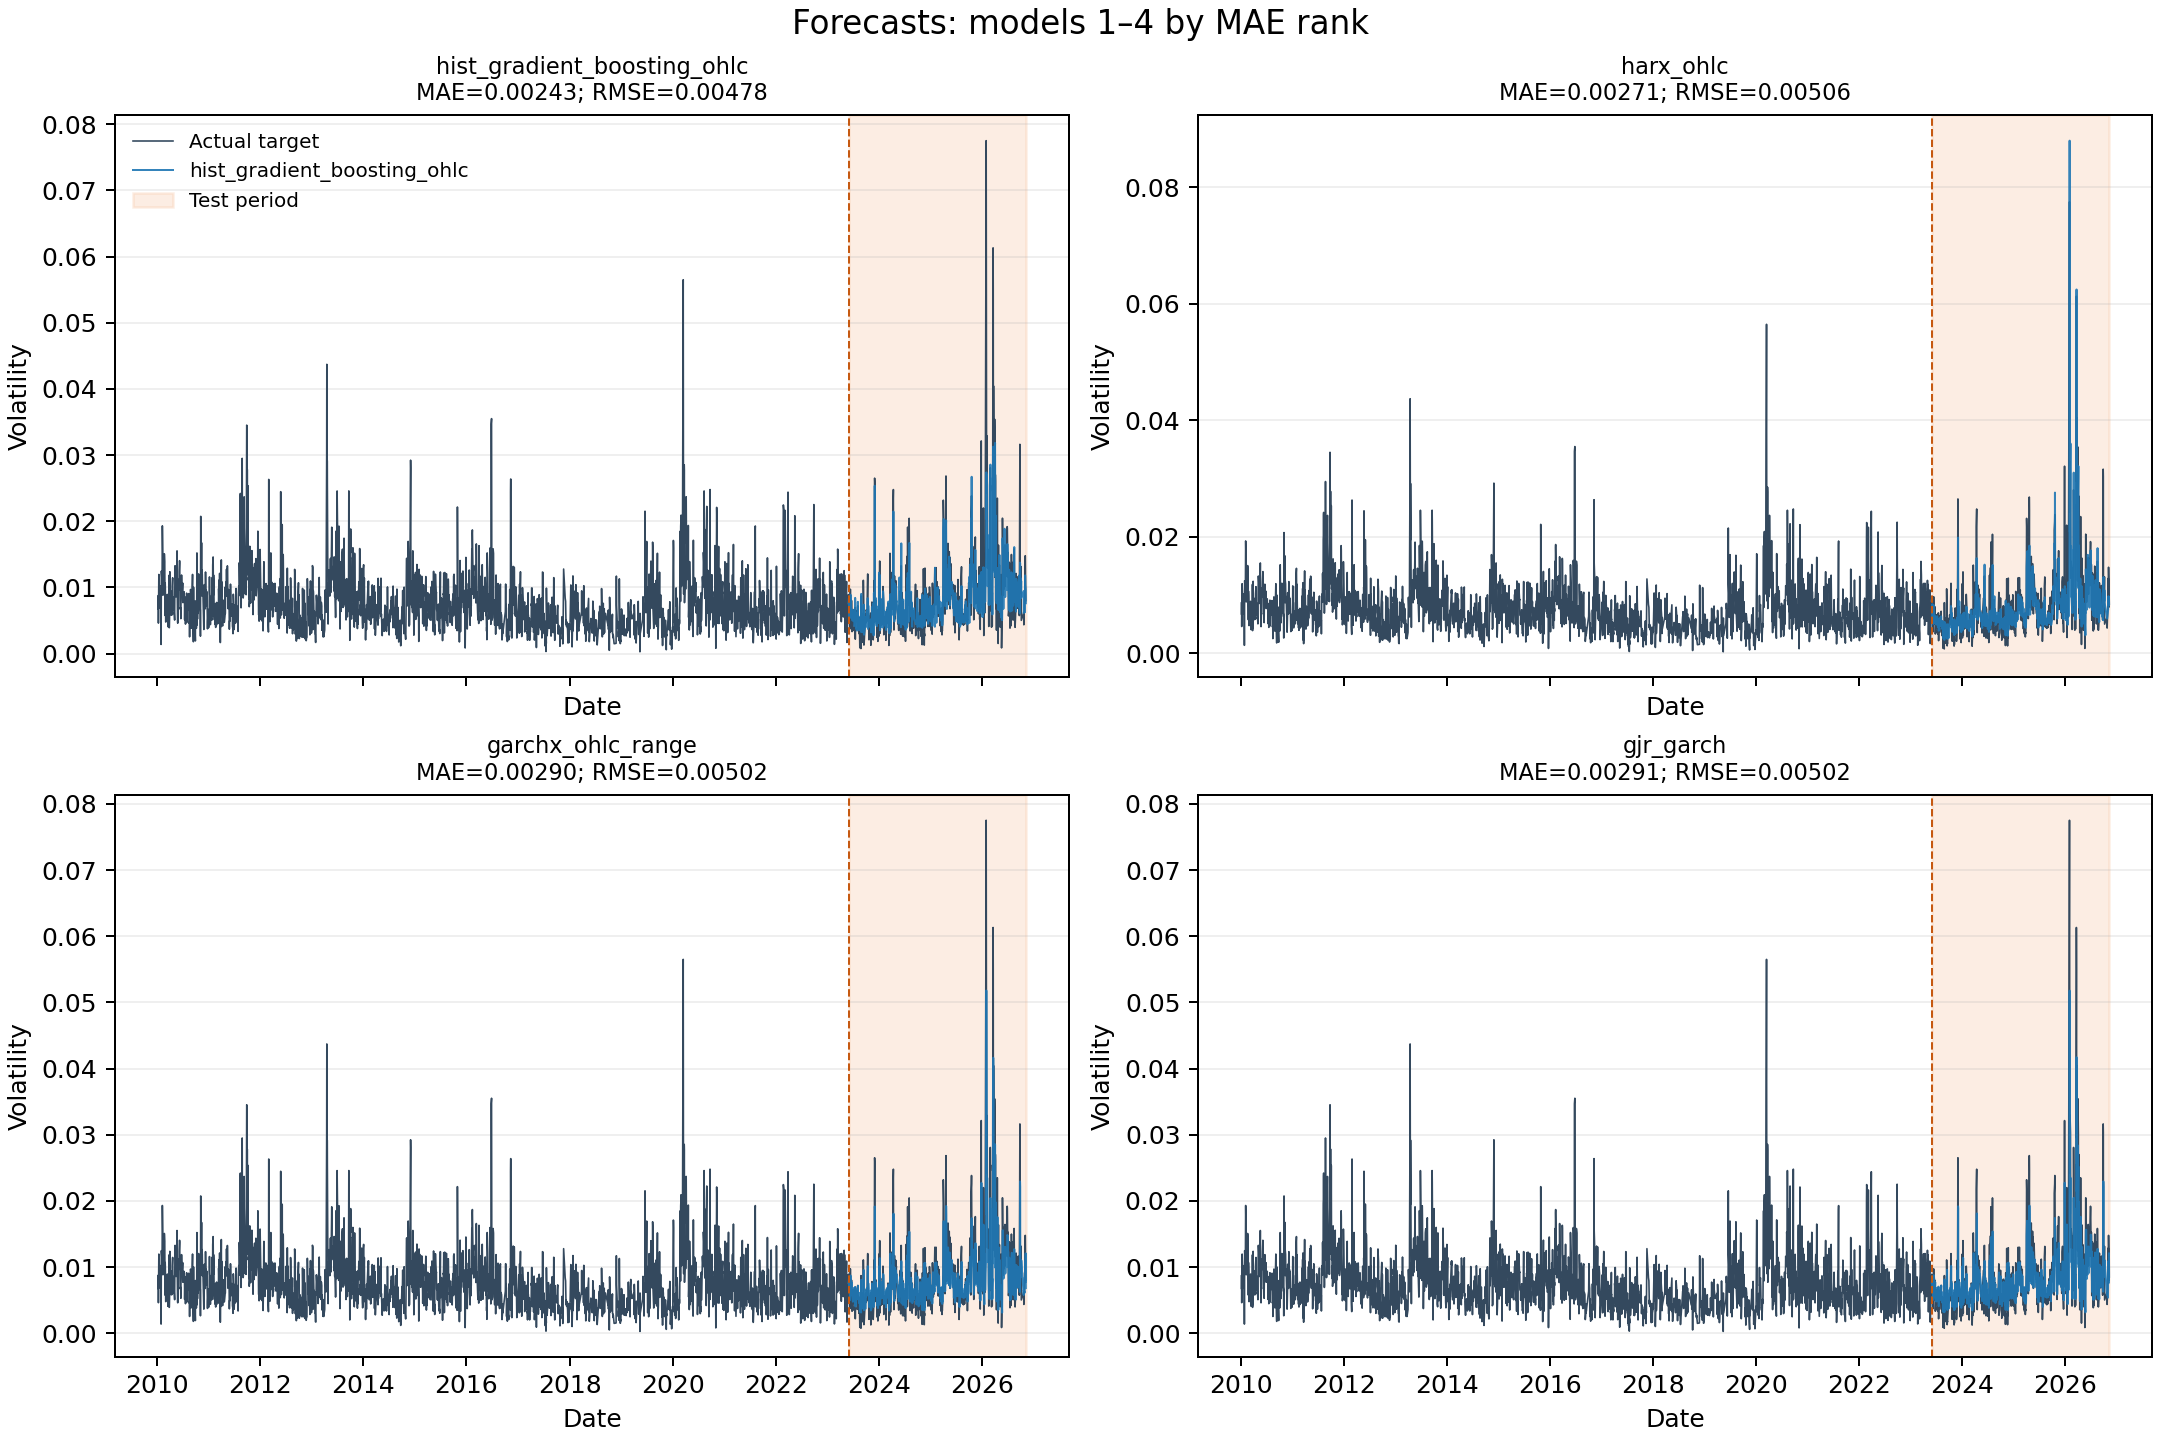 Forecasts: models 1–4 by MAE rank
hist_gradient_boosting_ohlc
MAE=0.00243; RMSE=0.00478
0.08
0.07
0.06
0.05
0.04
0.03
0.02
0.01
0.00
Volatility
Actual target
hist_gradient_boosting_ohlc
Test period
Date
harx_ohlc
MAE=0.00271; RMSE=0.00506
0.08
0.06
0.04
0.02
0.00
Volatility
Date
garchx_ohlc_range
MAE=0.00290; RMSE=0.00502
0.08
0.07
0.06
0.05
0.04
0.03
0.02
0.01
0.00
Volatility
2010 2012 2014 2016 2018 2020 2022 2024 2026
Date
gjr_garch
MAE=0.00291; RMSE=0.00502
0.08
0.07
0.06
0.05
0.04
0.03
0.02
0.01
0.00
Volatility
2010 2012 2014 2016 2018 2020 2022 2024 2026
Date